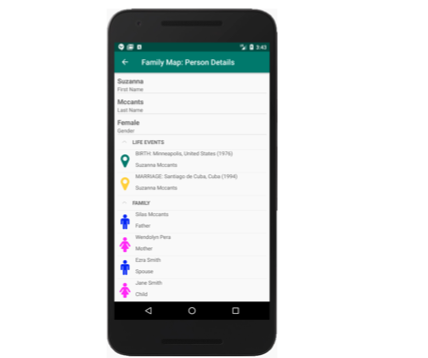 3:43
Family Map: Person Details
Suzanna
First Name
Mccants
Last Name
Female
Gender
LIFE EVENTS
BIRTH: Minneapolis, United States (1976)
Suzanna Mccants
MARRIAGE: Santiago de Cuba, Cuba (1994)
Suzanna Mccants
FAMILY
Silas Mccants
Father
Wendolyn Pera
Mother
Ezra Smith
Spouse
Jane Smith
Child